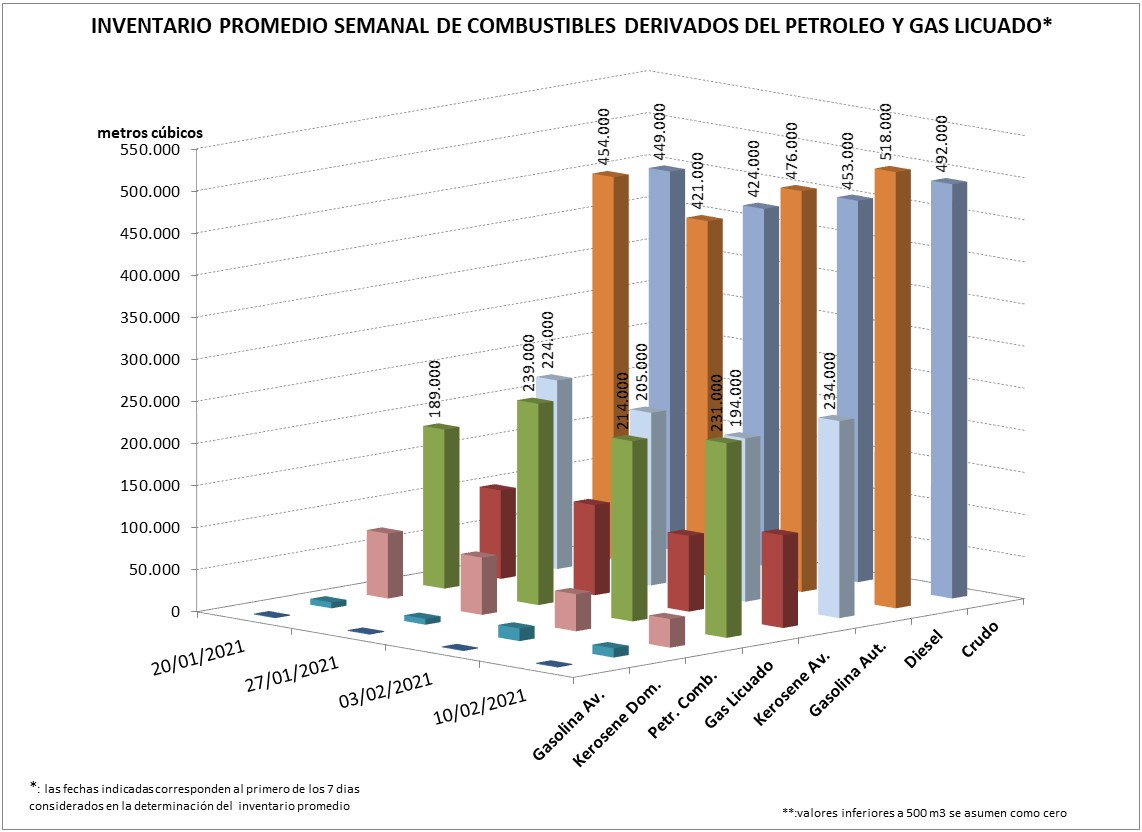 INVENTARIO PROMEDIO SEMANAL DE COMBUSTIBLES DERIVADOS DEL PETROLEO Y GAS LICUADO*
metros cúbicos
550.000
500.000
450.000
400.000
350.000
300.000
250.000
200.000
150.000
100.000
50.000
0
454.000
449.000
421.000
424.000
476.000
453.000
518.000
492.000
189.000
239.000
224.000
214.000
205.000
231.000
194.000
234.000
20/01/2021
27/01/2021
03/02/2021
10/02/2021
Gasolina Av.
Kerosene Dom.
Petr. Comb.
Gas Licuado
Kerosene Av.
Gasolina Aut.
Diesel
Crudo
*: las fechas indicadas corresponden al primero de los 7 dias
considerados en la determinación del inventario promedio
**:valores inferiores a 500 m3 se asumen como cero